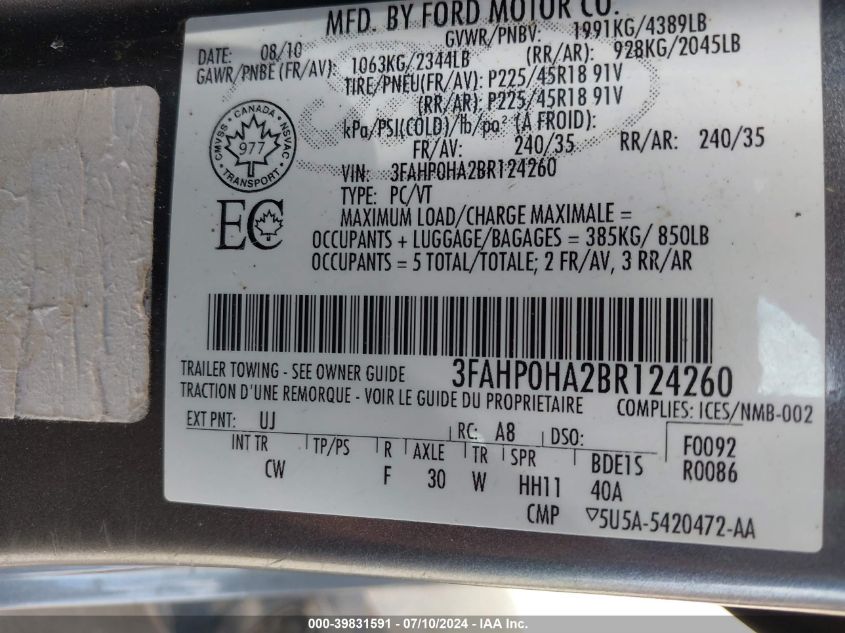 MFD. BY FORD MOTOR CO.
DATE: 08/10 GVWR/PNBV: 1991KG/4389LB
GAWR/PNBE (FR/AV): 1063KG/2344LB (RR/AR): 928KG/2045LB
TIRE/PNEU(FR/AV): P225/45R18 91V
(RR/AR): P225/45R18 91V
kPa/PSI(COLD)/lb/po² (À FROID):
FR/AV: 240/35 RR/AR: 240/35
CMVSS • CANADA • NSVAC
977
TRANSPORT
VIN: 3FAHP0HA2BR124260
TYPE: PC/VT
EC
MAXIMUM LOAD/CHARGE MAXIMALE =
OCCUPANTS + LUGGAGE/BAGAGES = 385KG/ 850LB
OCCUPANTS = 5 TOTAL/TOTALE; 2 FR/AV, 3 RR/AR
TRAILER TOWING - SEE OWNER GUIDE 3FAHP0HA2BR124260
TRACTION D'UNE REMORQUE - VOIR LE GUIDE DU PROPRIETAIRE
COMPLIES: ICES/NMB-002
EXT PNT: UJ RC: A8 DSO: F0092
INT TR TP/PS R AXLE TR SPR BDE1S R0086
CW F 30 W HH11 40A
CMP ▽5U5A-5420472-AA
000-39831591 - 07/10/2024 - IAA Inc.